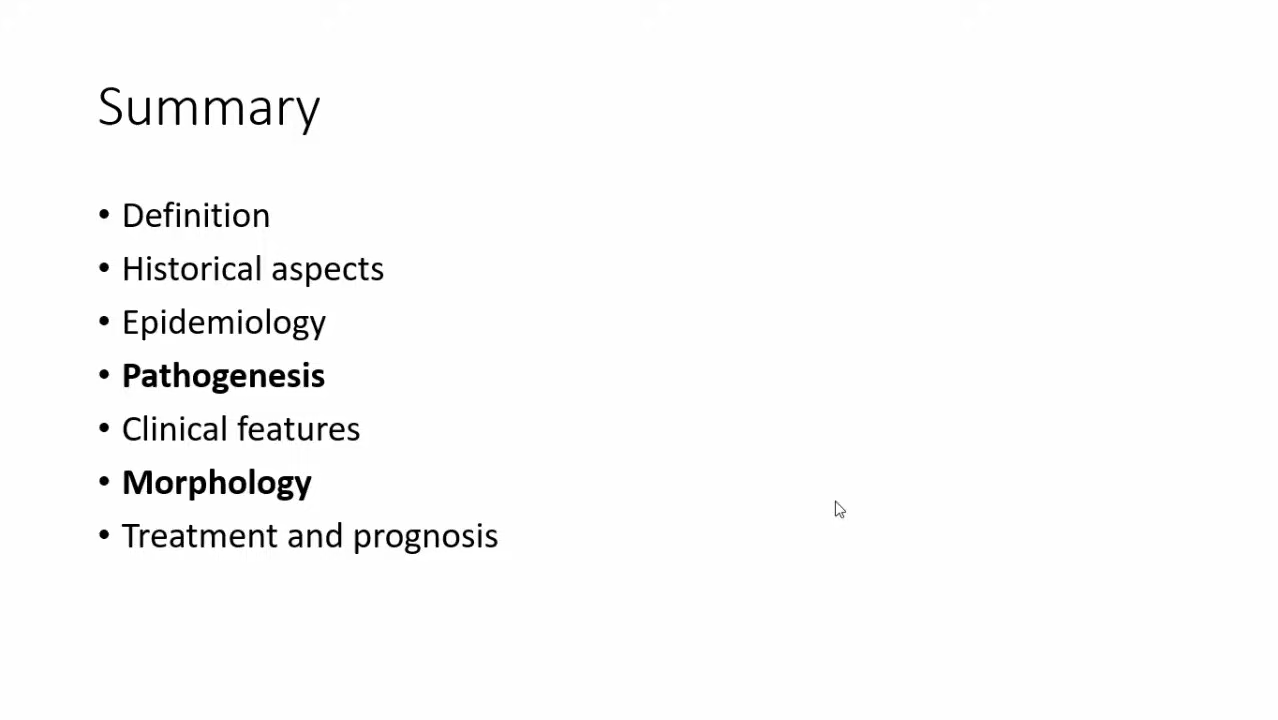 Summary
• Definition
• Historical aspects
• Epidemiology
• Pathogenesis
• Clinical features
• Morphology
• Treatment and prognosis